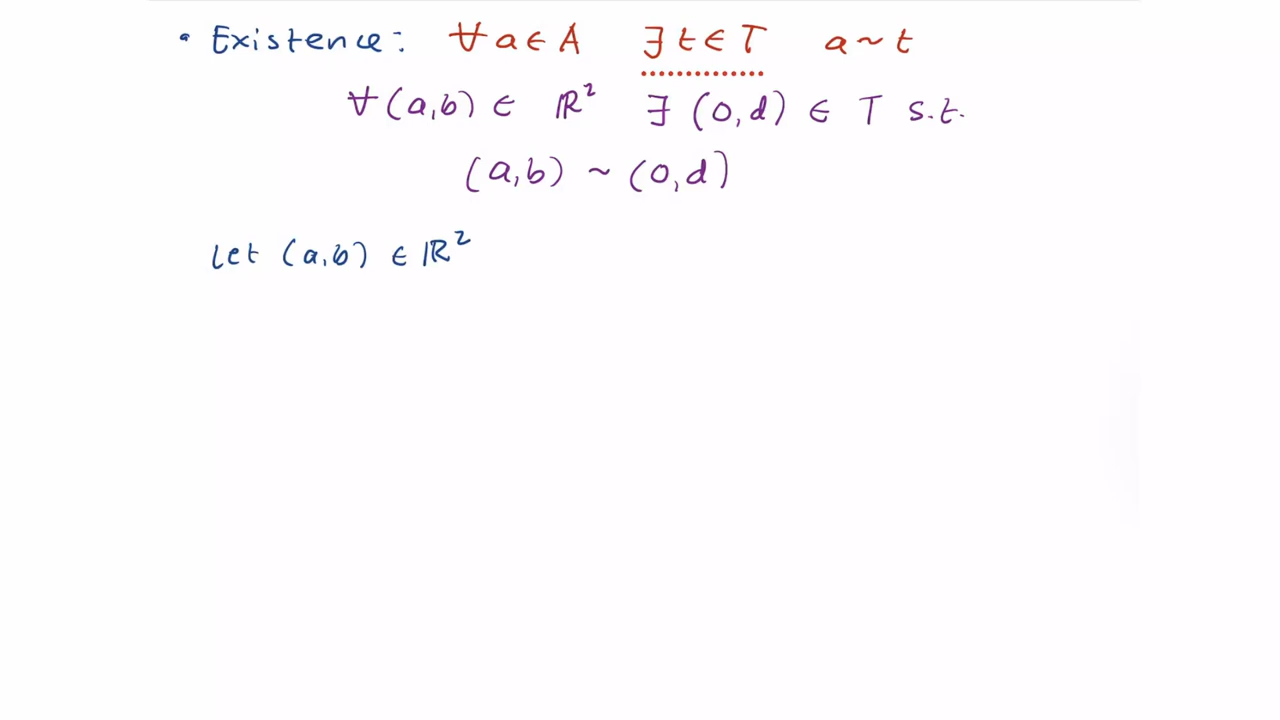 • Existence: ∀ a ∈ A ∃ t ∈ T a ~ t
∀ (a,b) ∈ ℝ² ∃ (0,d) ∈ T s.t.
(a,b) ~ (0,d)
Let (a,b) ∈ ℝ²